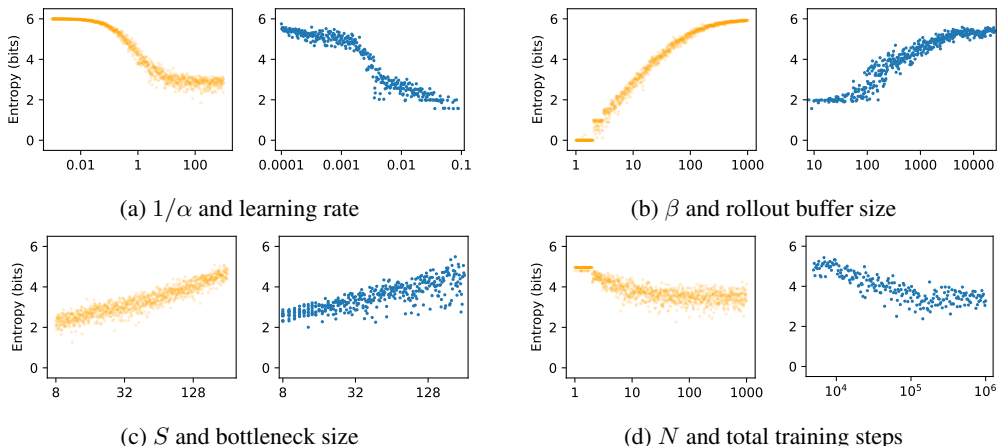 6
4
2
0
Entropy (bits)
0.01 1 100
6
4
2
0
0.0001 0.001 0.01 0.1
(a) 1/α and learning rate
6
4
2
0
Entropy (bits)
1 10 100 1000
6
4
2
0
10 100 1000 10000
(b) β and rollout buffer size
6
4
2
0
Entropy (bits)
8 32 128
6
4
2
0
8 32 128
(c) S and bottleneck size
6
4
2
0
Entropy (bits)
1 10 100 1000
6
4
2
0
10⁴ 10⁵ 10⁶
(d) N and total training steps